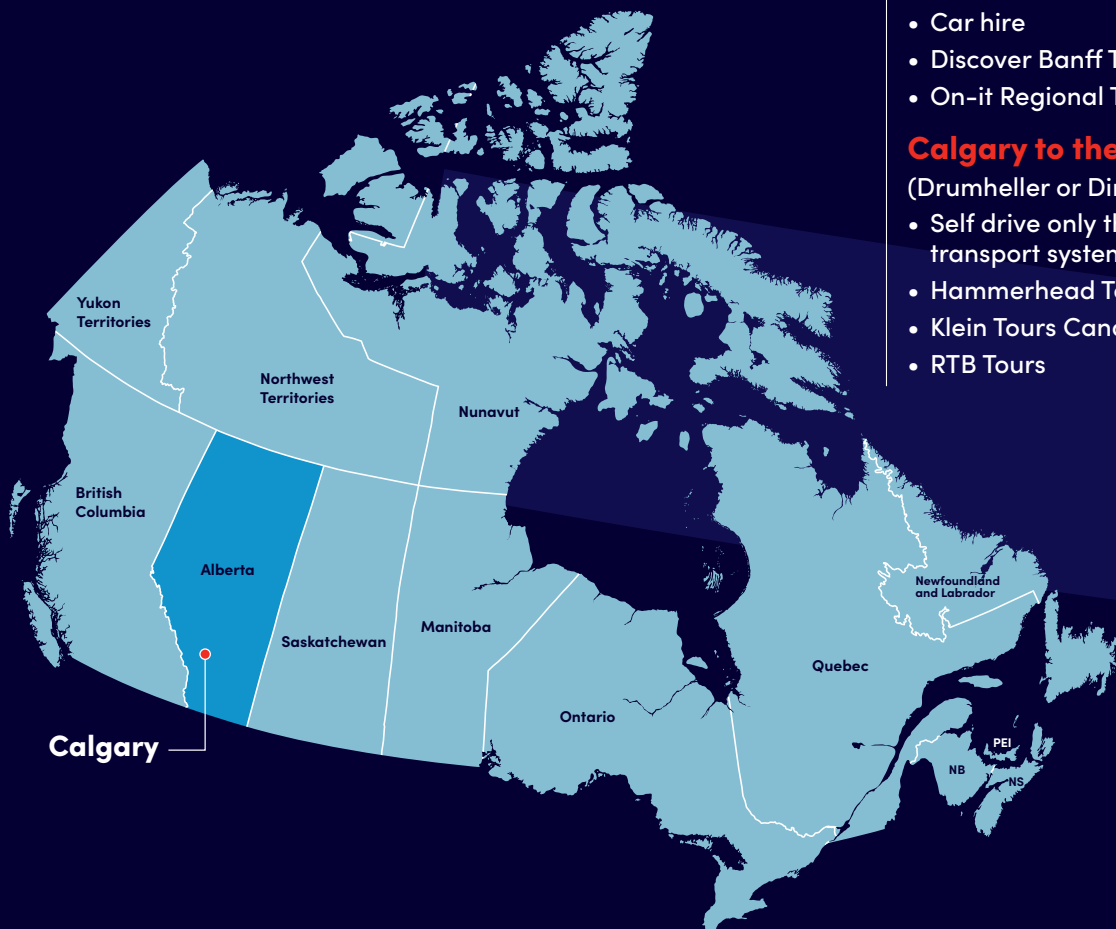 • Car hire
• Discover Banff
• On-it Regional
Calgary to the
(Drumheller or
• Self drive only
transport
• Hammerhead
• Klein Tours
• RTB Tours
Yukon
Territories
Northwest
Territories
Nunavut
British
Columbia
Alberta
Saskatchewan
Manitoba
Ontario
Quebec
Newfoundland
and Labrador
PEI
NB
NS
Calgary